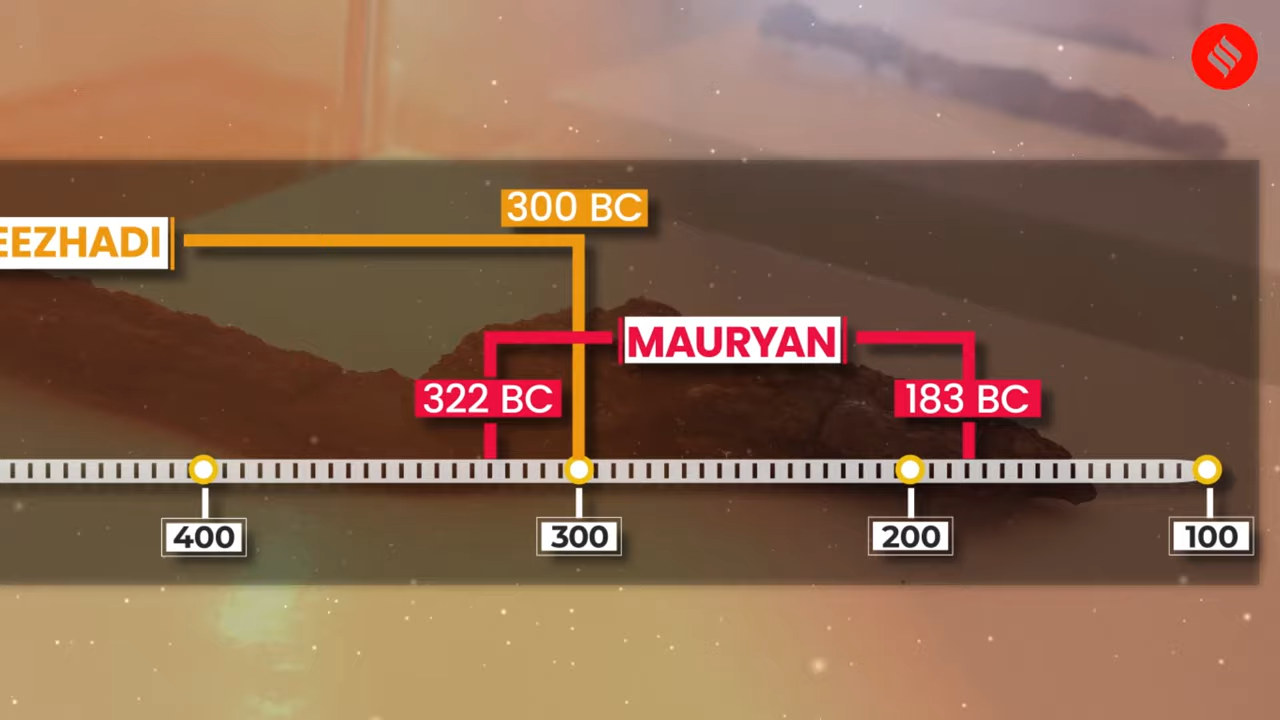 300 BC
EEZHADI
MAURYAN
322 BC
183 BC
400
300
200
100